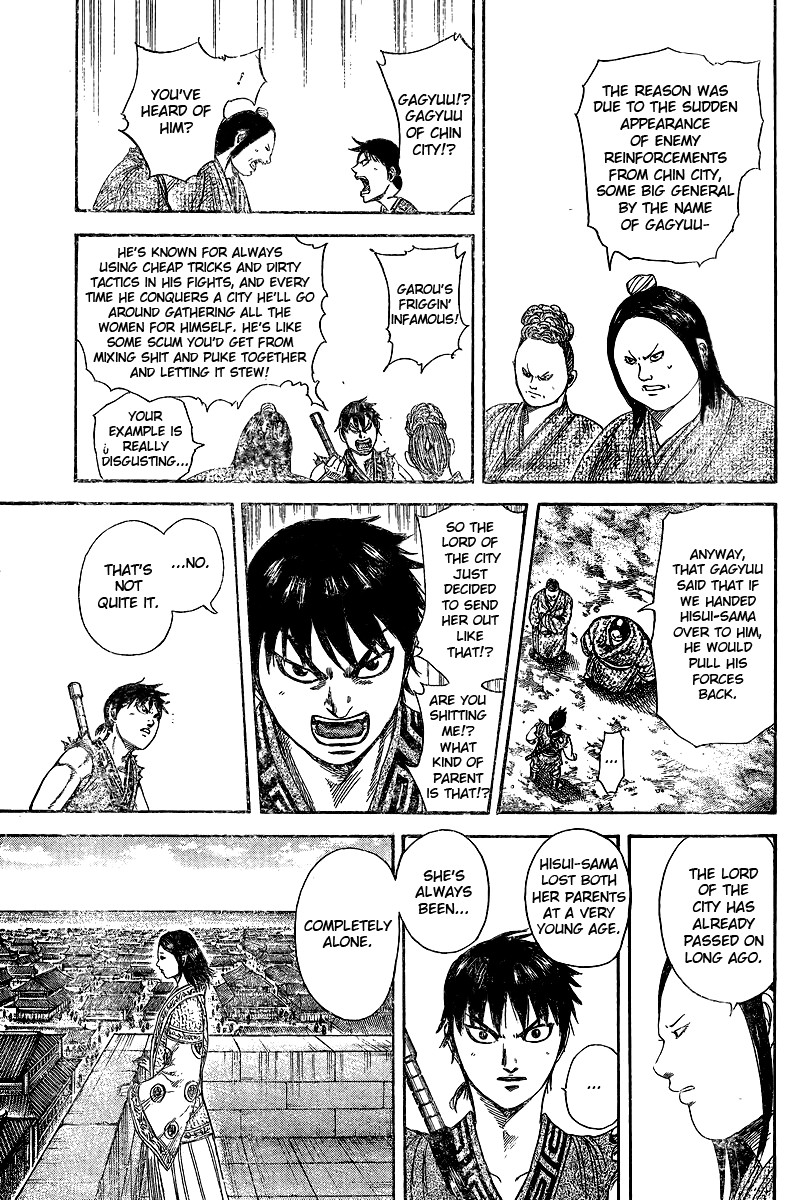 THE REASON WAS
DUE TO THE SUDDEN
APPEARANCE
OF ENEMY
REINFORCEMENTS
FROM CHIN CITY,
SOME BIG GENERAL
BY THE NAME
OF GAGYUU-
GAGYUU!?
GAGYUU
OF CHIN
CITY!?
YOU'VE
HEARD OF
HIM?
GAROU'S
FRIGGIN'
INFAMOUS!
HE'S KNOWN FOR ALWAYS
USING CHEAP TRICKS AND DIRTY
TACTICS IN HIS FIGHTS, AND EVERY
TIME HE CONQUERS A CITY HE'LL GO
AROUND GATHERING ALL THE
WOMEN FOR HIMSELF. HE'S LIKE
SOME SCUM YOU'D GET FROM
MIXING SHIT AND PUKE TOGETHER
AND LETTING IT STEW!
YOUR
EXAMPLE IS
REALLY
DISGUSTING...
ANYWAY,
THAT GAGYUU
SAID THAT IF
WE HANDED
HISUI-SAMA
OVER TO HIM,
HE WOULD
PULL HIS
FORCES
BACK.
...
SO THE
LORD OF
THE CITY
JUST
DECIDED
TO SEND
HER OUT
LIKE
THAT!?
ARE YOU
SHITTING
ME!?
WHAT
KIND OF
PARENT
IS THAT!?
...NO.
THAT'S
NOT
QUITE IT.
THE LORD
OF THE
CITY HAS
ALREADY
PASSED ON
LONG AGO.
HISUI-SAMA
LOST BOTH
HER PARENTS
AT A VERY
YOUNG AGE.
...
SHE'S
ALWAYS
BEEN...
COMPLETELY
ALONE.